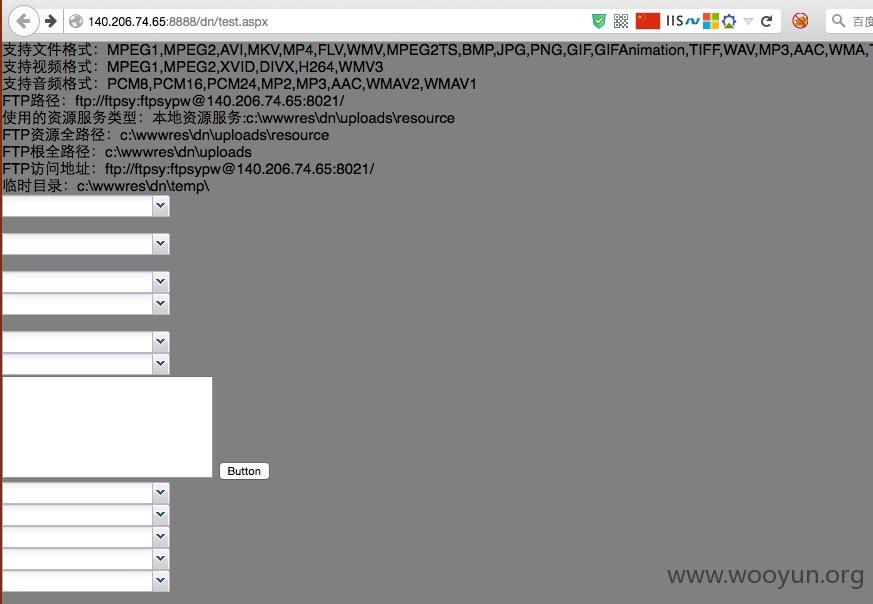 140.206.74.65:8888/dn/test.aspx
IIS
百度
支持文件格式：MPEG1,MPEG2,AVI,MKV,MP4,FLV,WMV,MPEG2TS,BMP,JPG,PNG,GIF,GIFAnimation,TIFF,WAV,MP3,AAC,WMA,
支持视频格式：MPEG1,MPEG2,XVID,DIVX,H264,WMV3
支持音频格式：PCM8,PCM16,PCM24,MP2,MP3,AAC,WMAV2,WMAV1
FTP路径：ftp://ftpsy:ftpsypw@140.206.74.65:8021/
使用的资源服务类型：本地资源服务:c:\wwwres\dn\uploads\resource
FTP资源全路径：c:\wwwres\dn\uploads\resource
FTP根全路径：c:\wwwres\dn\uploads
FTP访问地址：ftp://ftpsy:ftpsypw@140.206.74.65:8021/
临时目录：c:\wwwres\dn\temp\
Button
www.wooyun.org